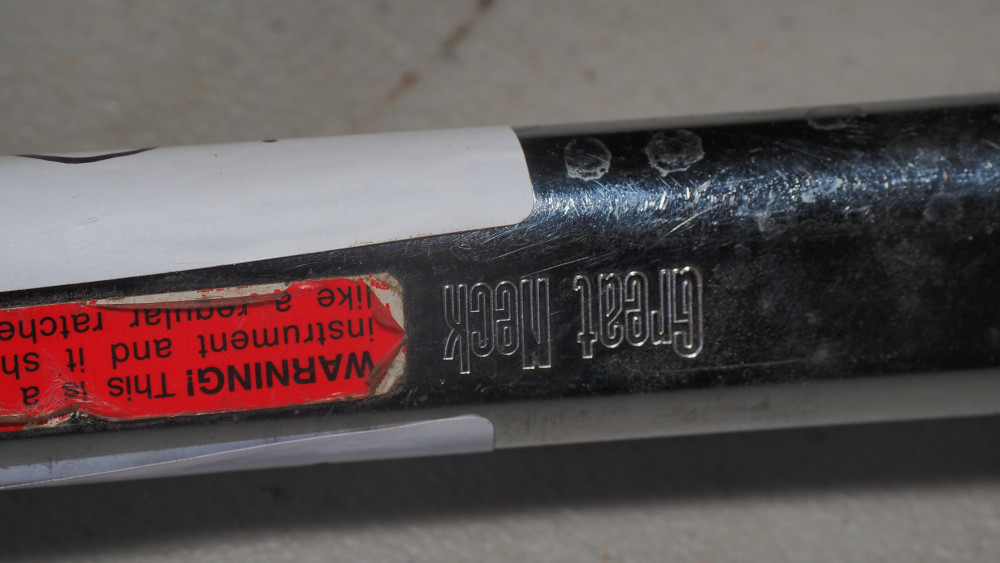 Great Neck
WARNING! This is a
instrument and it sh
like a regular ratche